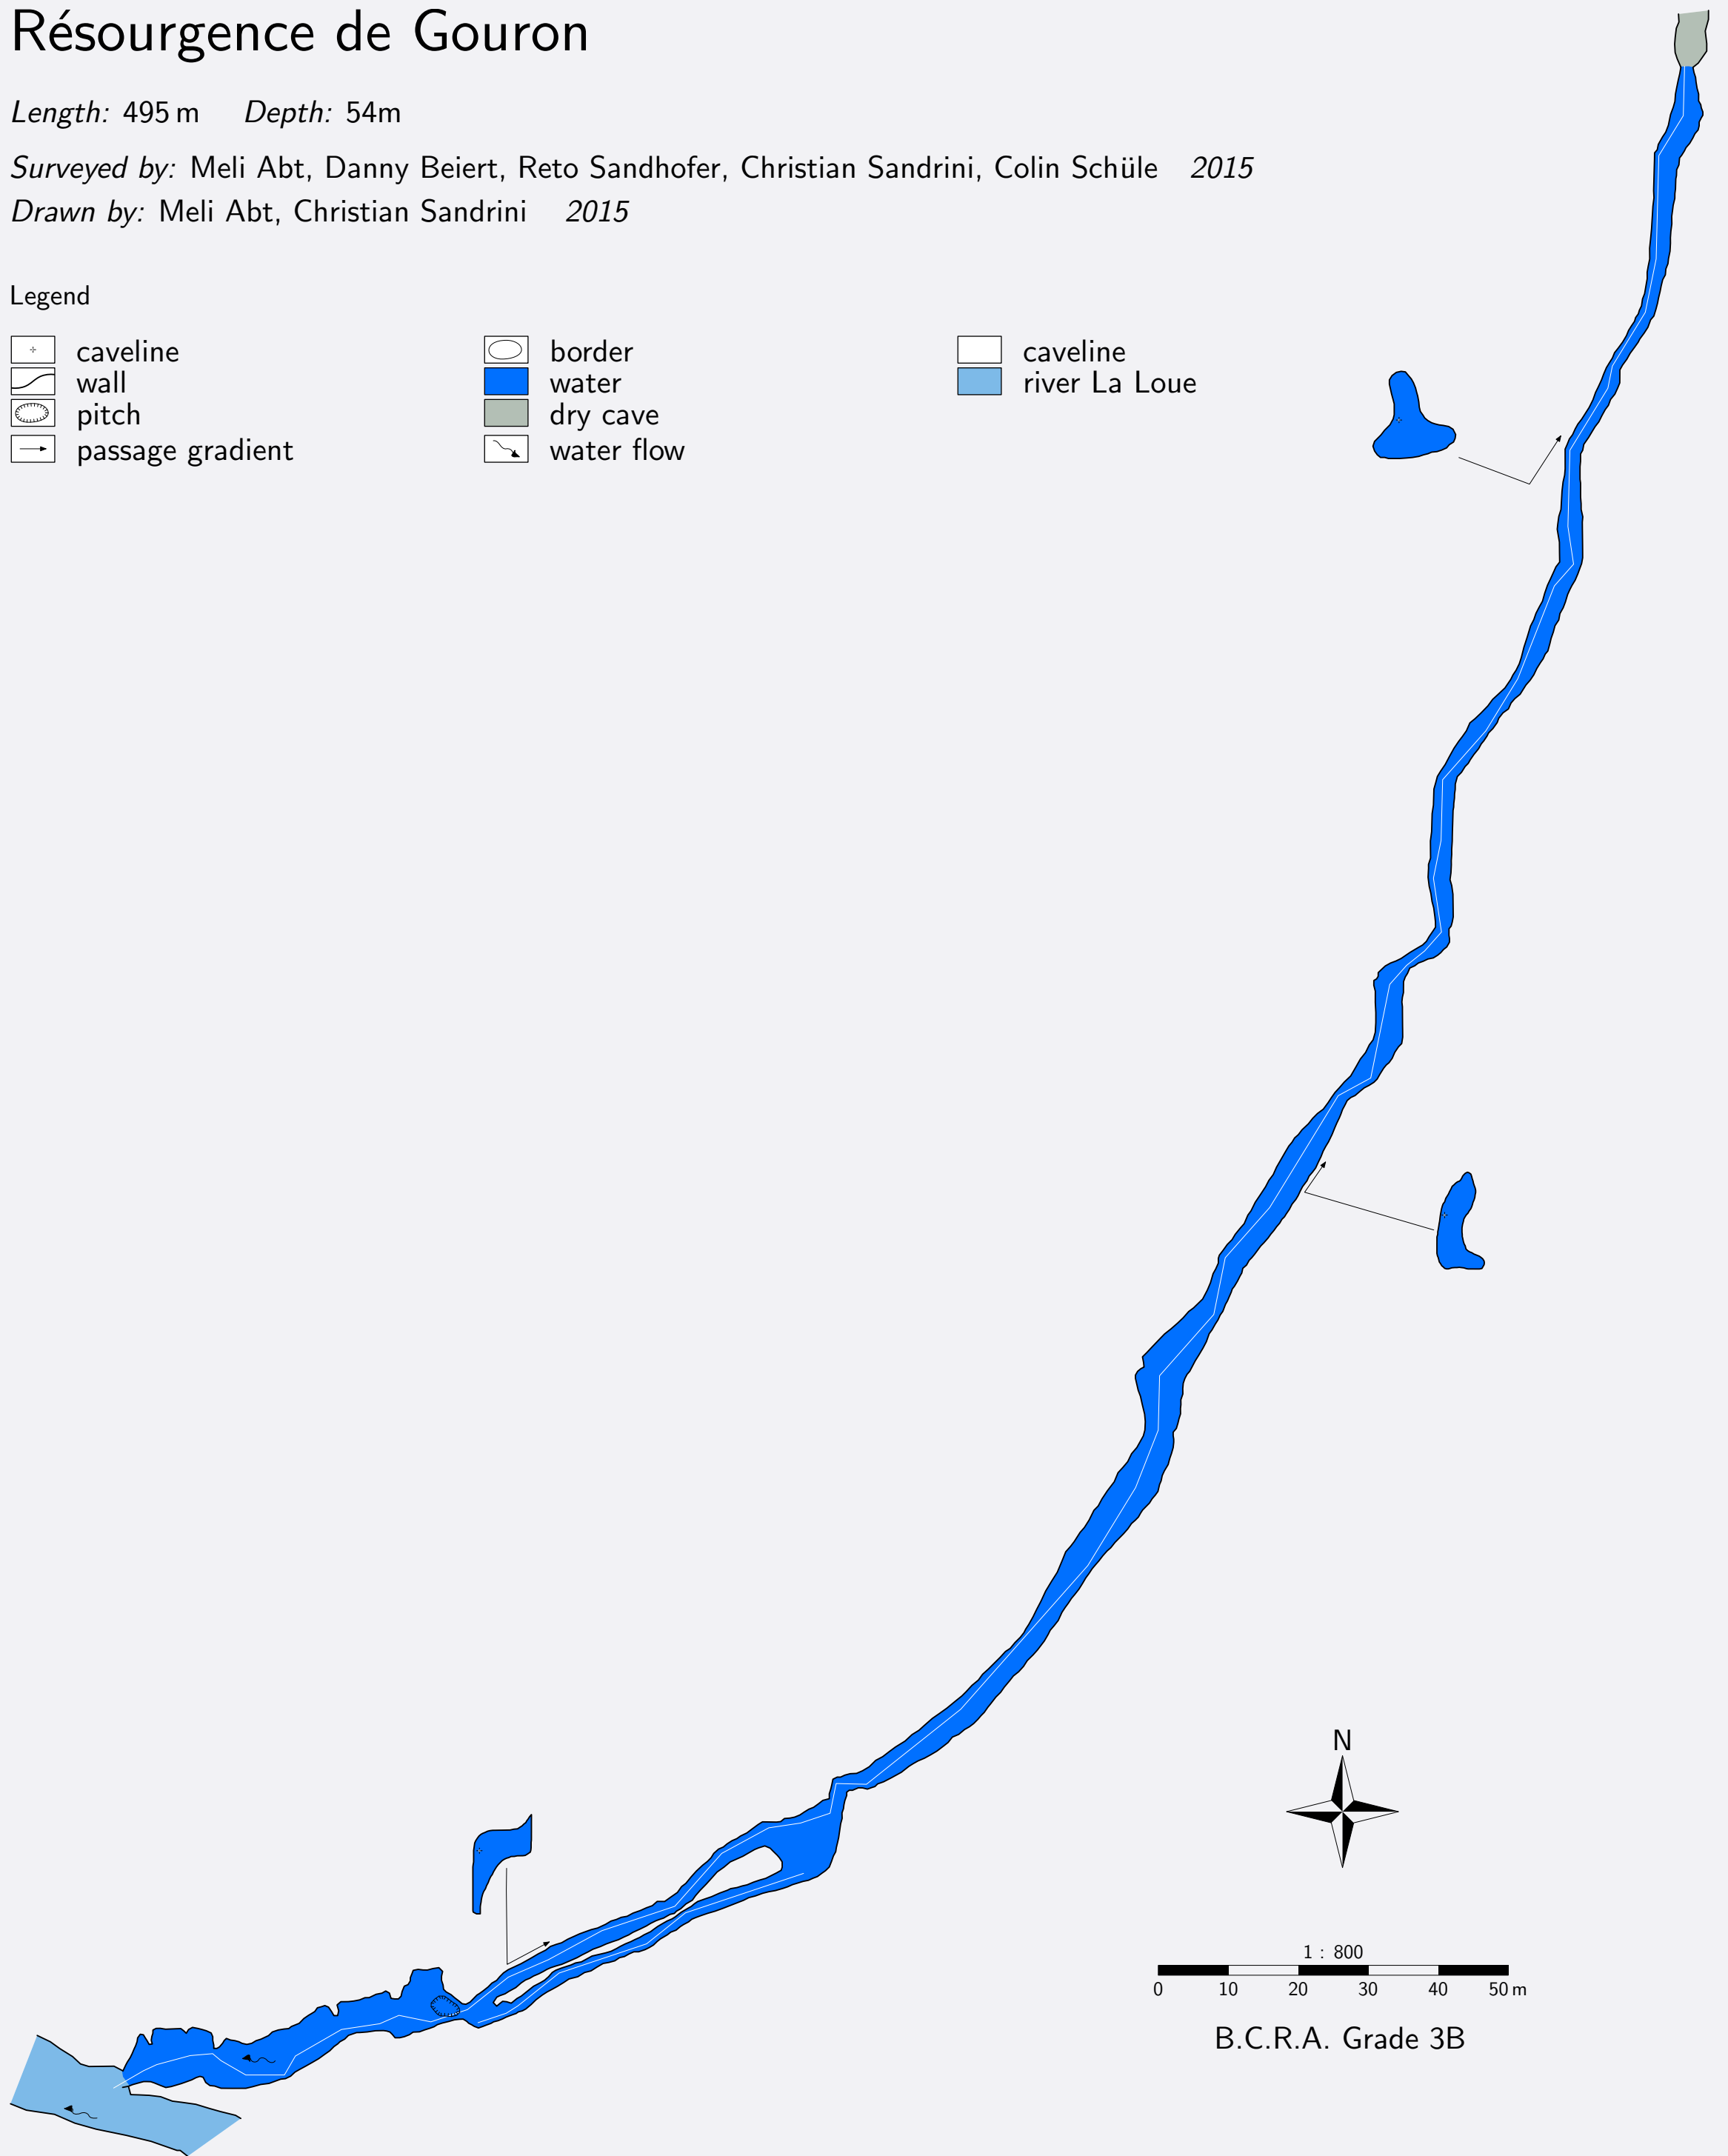 Résourgence de Gouron
Length: 495 m Depth: 54m
Surveyed by: Meli Abt, Danny Beiert, Reto Sandhofer, Christian Sandrini, Colin Schüle 2015
Drawn by: Meli Abt, Christian Sandrini 2015
Legend
caveline border caveline
wall water river La Loue
pitch dry cave
passage gradient water flow
N
1 : 800
0 10 20 30 40 50 m
B.C.R.A. Grade 3B